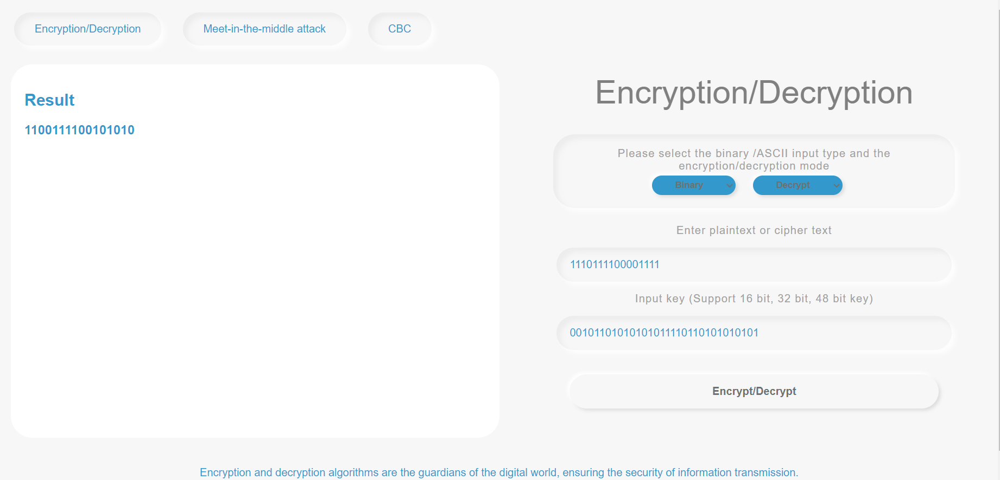 Encryption/Decryption
Meet-in-the-middle attack
CBC
Result
1100111100101010
Encryption/Decryption
Please select the binary /ASCII input type and the
encryption/decryption mode
Binary
Decrypt
Enter plaintext or cipher text
1110111100001111
Input key (Support 16 bit, 32 bit, 48 bit key)
00101101010101011110110101010101
Encrypt/Decrypt
Encryption and decryption algorithms are the guardians of the digital world, ensuring the security of information transmission.